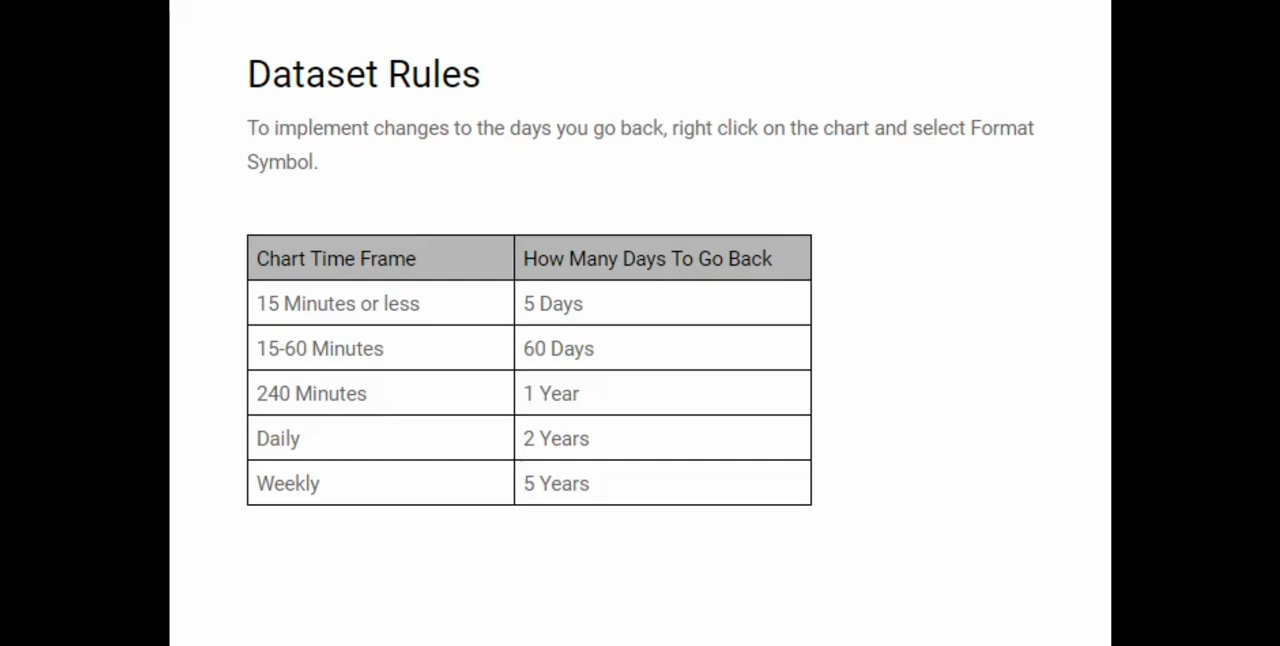 Dataset Rules
To implement changes to the days you go back, right click on the chart and select Format
Symbol.
Chart Time Frame How Many Days To Go Back
15 Minutes or less 5 Days
15-60 Minutes 60 Days
240 Minutes 1 Year
Daily 2 Years
Weekly 5 Years